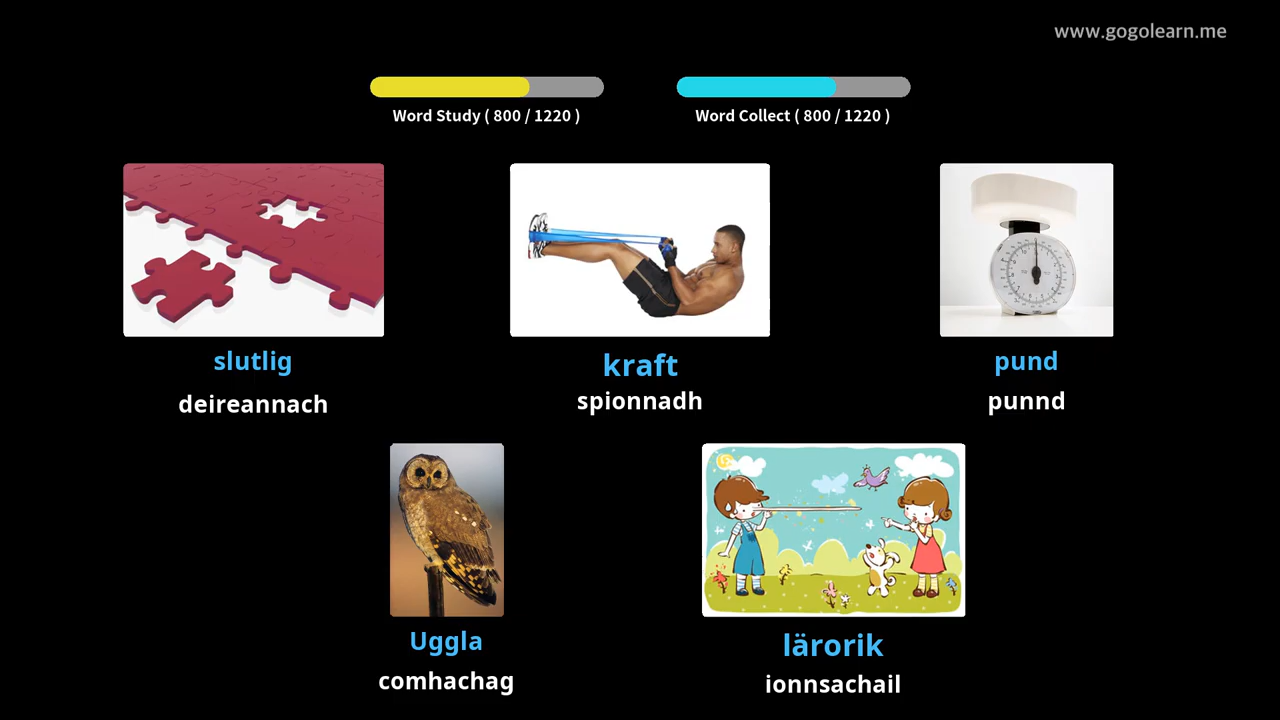 www.gogolearn.me
Word Study ( 800 / 1220 )
Word Collect ( 800 / 1220 )
slutlig
kraft
pund
deireannach
spionnadh
punnd
Uggla
lärorik
comhachag
ionnsachail